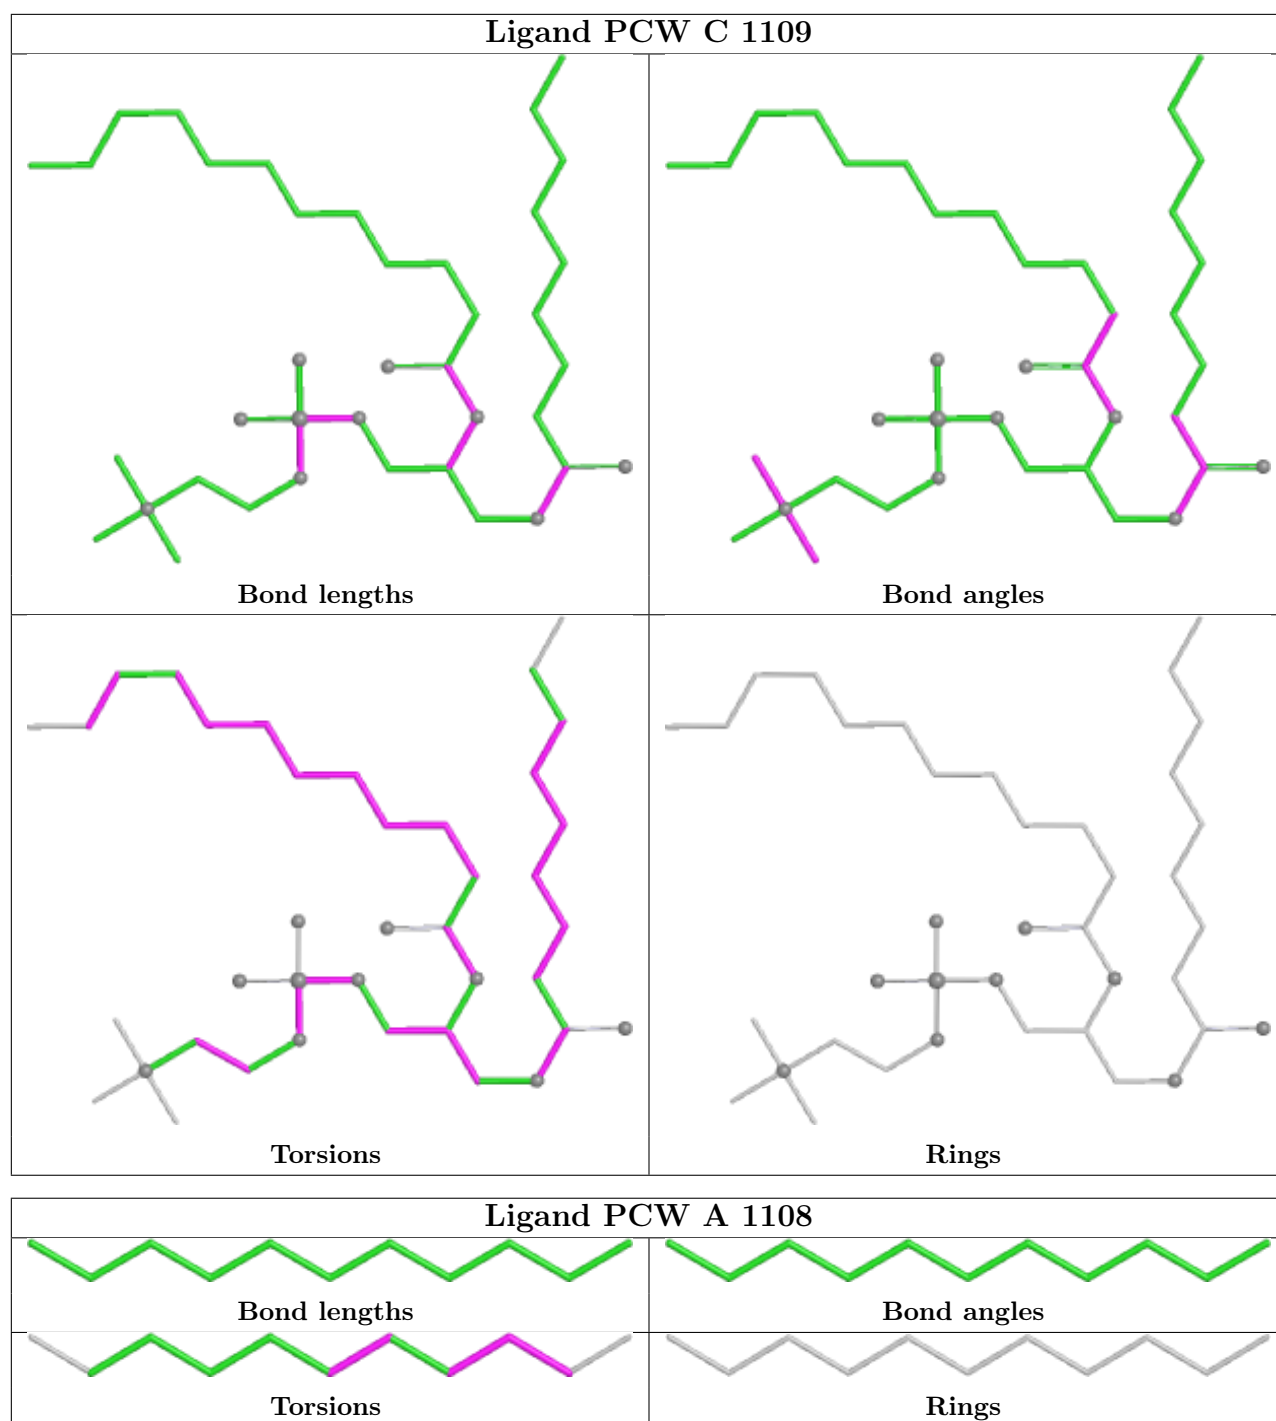 Ligand PCW C 1109
Bond lengths
Bond angles
Torsions
Rings
Ligand PCW A 1108
Bond lengths
Bond angles
Torsions
Rings